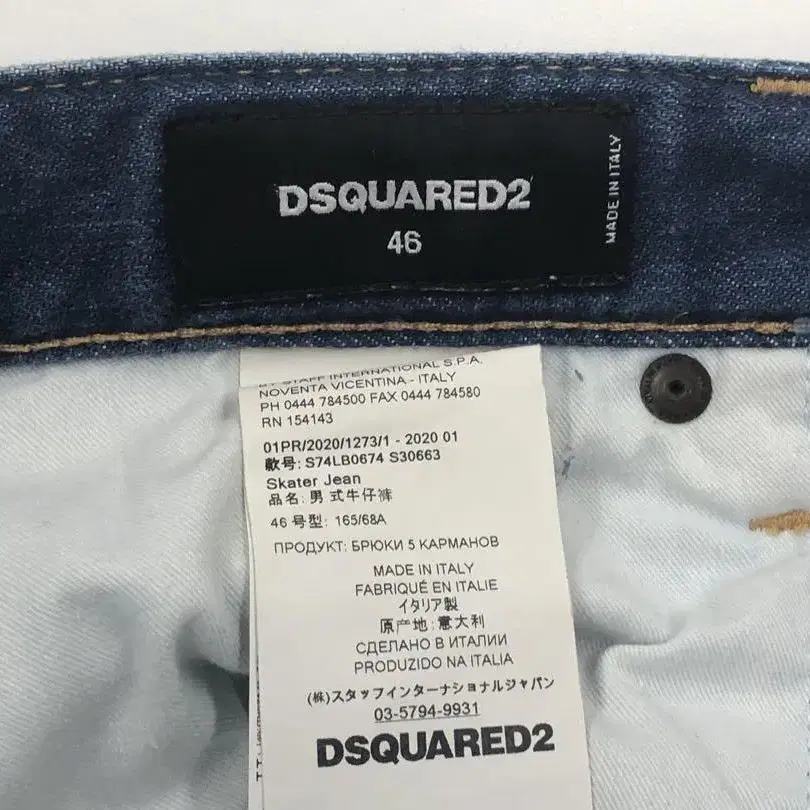 DSQUARED2
46
MADE IN ITALY
BY STAFF INTERNATIONAL S.P.A.
NOVENTA VICENTINA - ITALY
PH 0444 784500 FAX 0444 784580
RN 154143
01PR/2020/1273/1 - 2020 01
款号: S74LB0674 S30663
Skater Jean
品名: 男式牛仔裤
46 号型: 165/68A
ПРОДУКТ: БРЮКИ 5 КАРМАНОВ
MADE IN ITALY
FABRIQUÉ EN ITALIE
イタリア製
原产地: 意大利
СДЕЛАНО В ИТАЛИИ
PRODUZIDO NA ITALIA
(株)スタッフインターナショナルジャパン
03-5794-9931
DSQUARED2